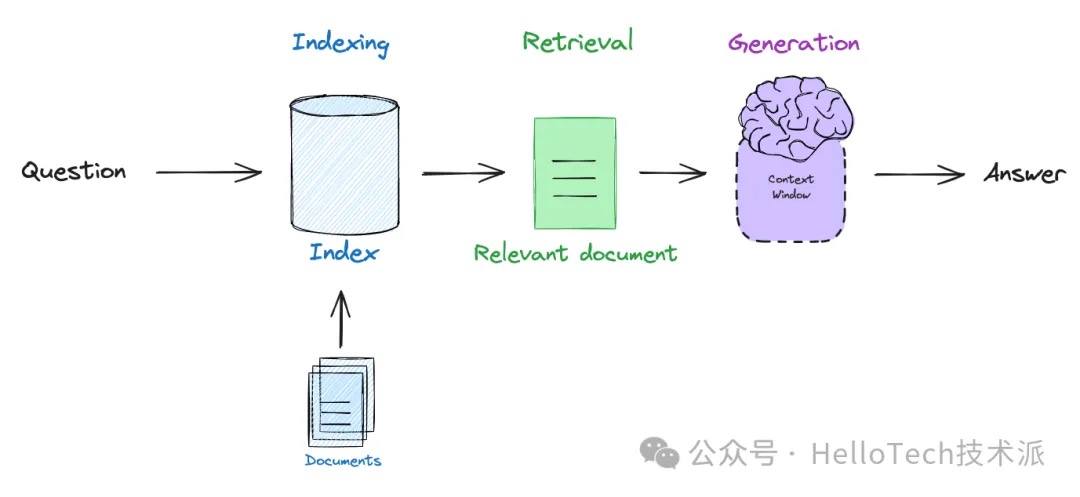 Indexing
Retrieval
Generation
Question
Context
Window
Answer
Index
Relevant document
Documents
公众号 · HelloTech技术派